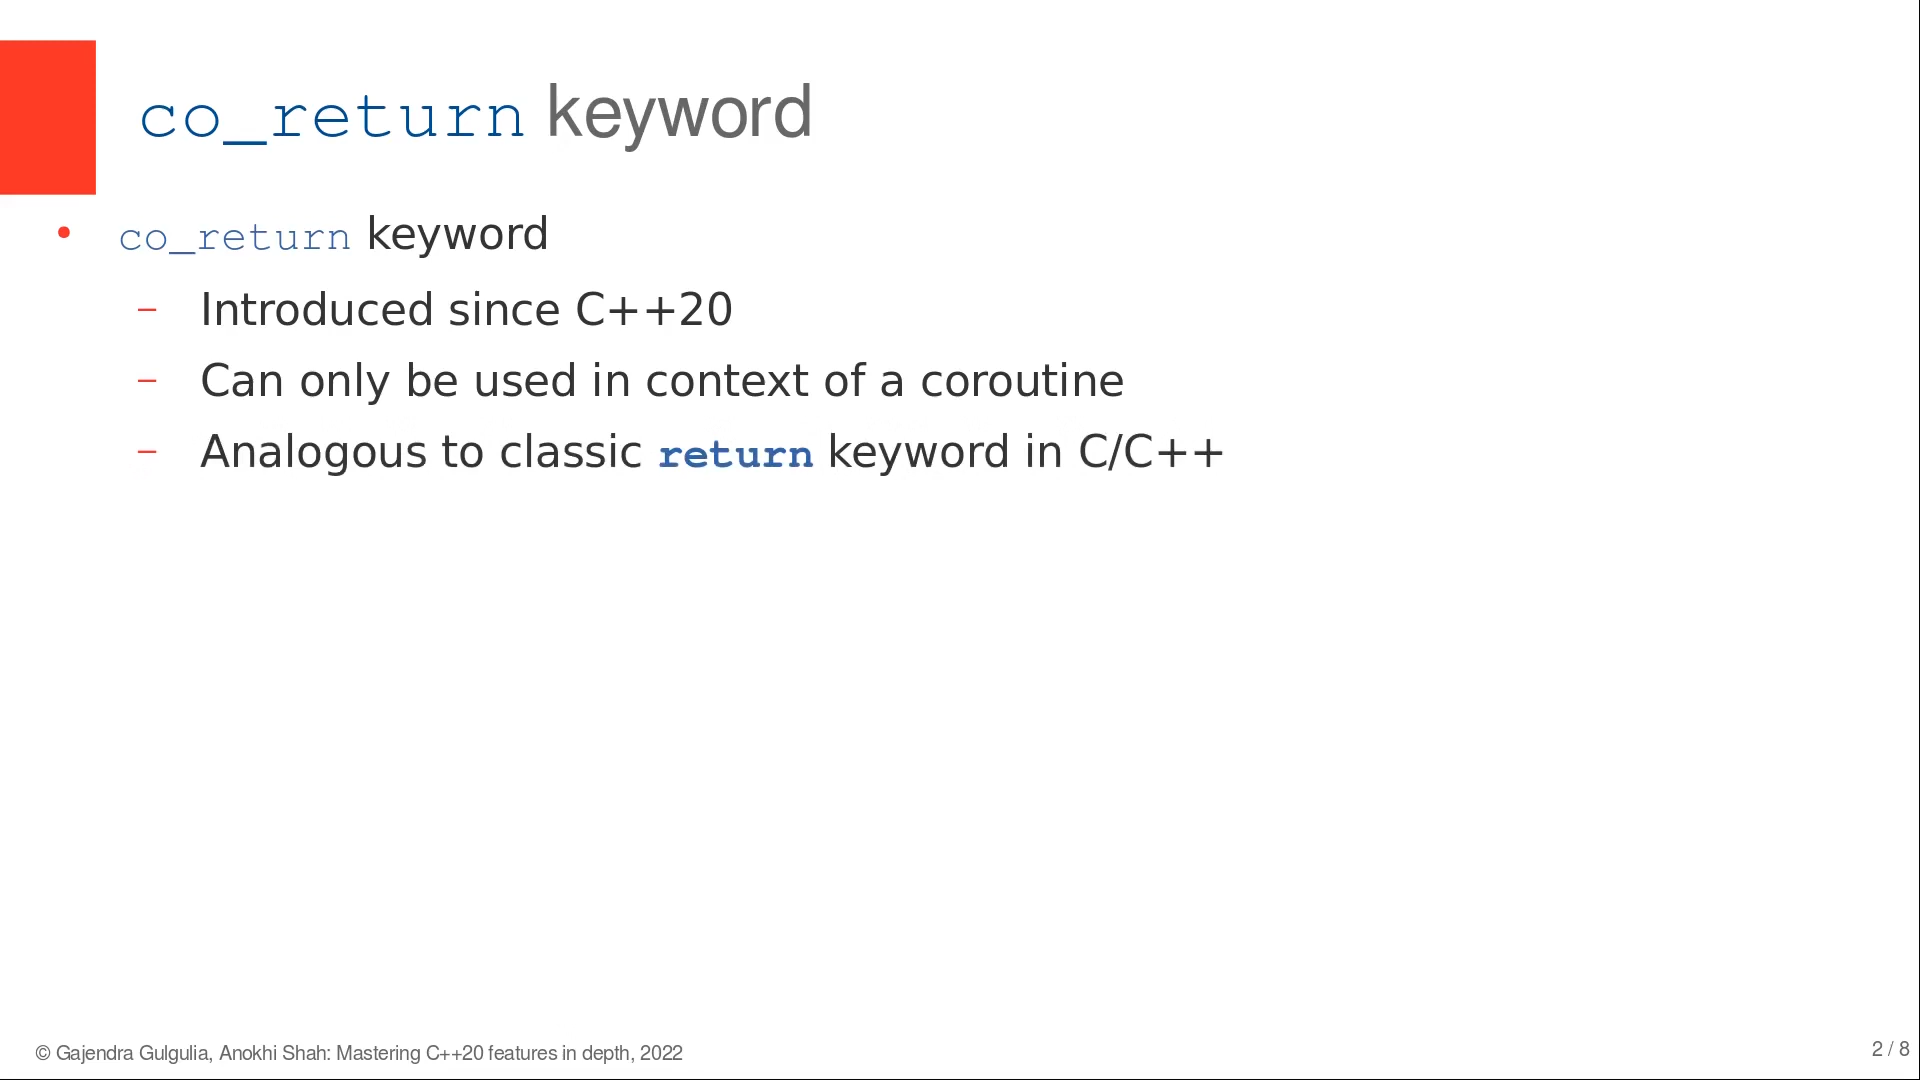 co_return keyword
• co_return keyword
– Introduced since C++20
– Can only be used in context of a coroutine
– Analogous to classic return keyword in C/C++
© Gajendra Gulgulia, Anokhi Shah: Mastering C++20 features in depth, 2022
2 / 8